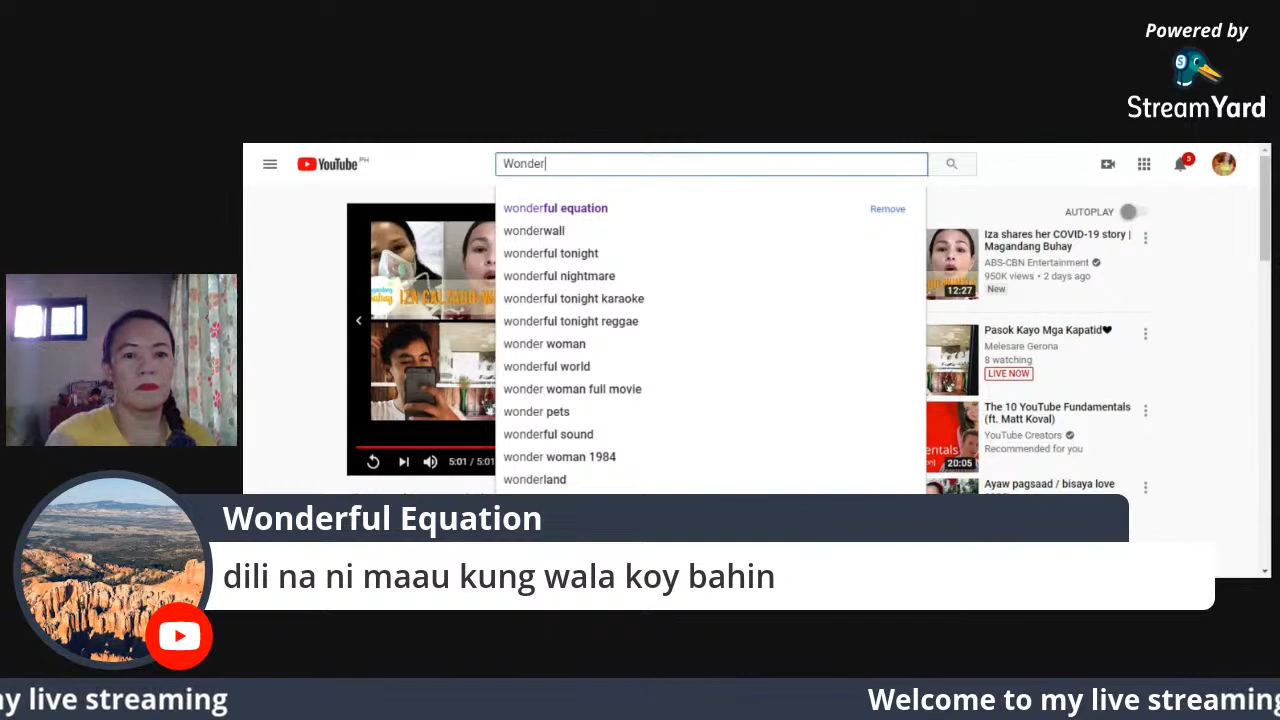 Powered by
StreamYard
YouTube PH
Wonder
5
wonderful equation
Remove
wonderwall
wonderful tonight
wonderful nightmare
wonderful tonight karaoke
wonderful tonight reggae
wonder woman
wonderful world
wonder woman full movie
wonder pets
wonderful sound
wonder woman 1984
wonderland
5:01 / 5:01
AUTOPLAY
Iza shares her COVID-19 story |
Magandang Buhay
ABS-CBN Entertainment
950K views • 2 days ago
New
12:27
Pasok Kayo Mga Kapatid♥
Melesare Gerona
8 watching
LIVE NOW
The 10 YouTube Fundamentals
(ft. Matt Koval)
YouTube Creators
Recommended for you
20:05
Ayaw pagsaad / bisaya love
Wonderful Equation
dili na ni maau kung wala koy bahin
my live streaming
Welcome to my live streaming